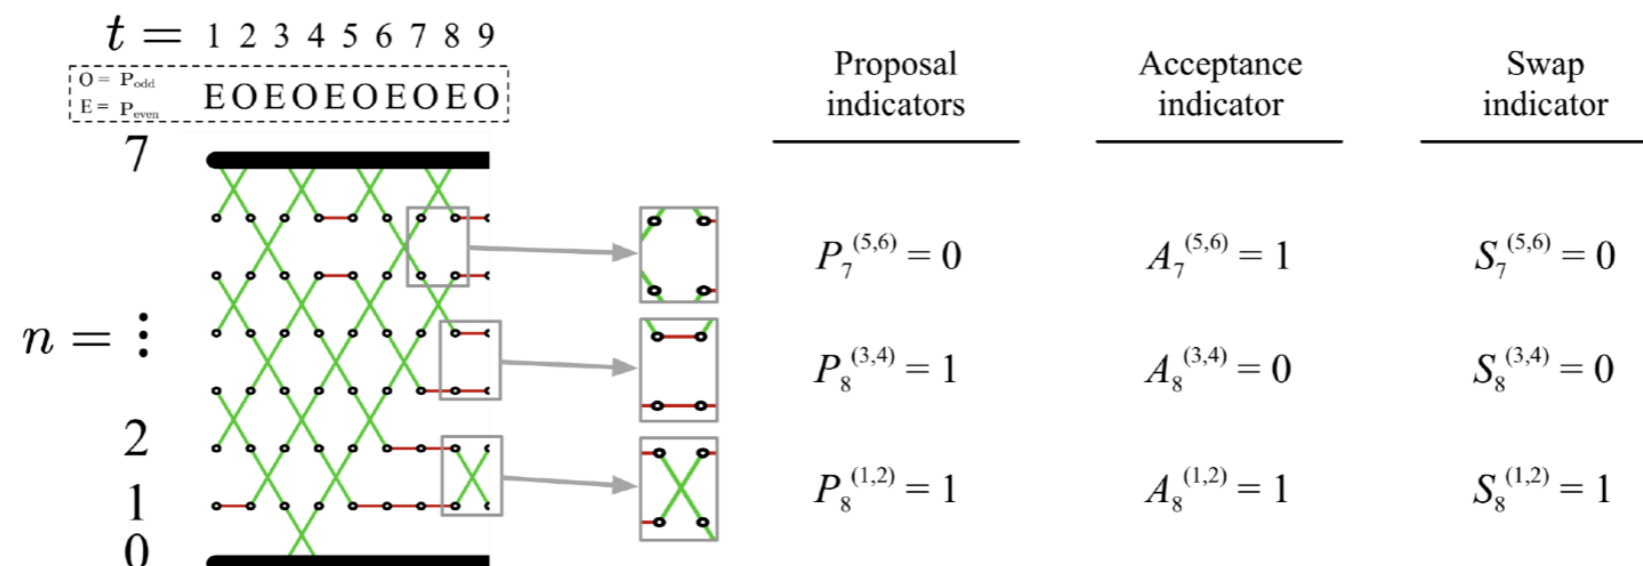 t = 1 2 3 4 5 6 7 8 9
O = P_odd
E = P_even
E O E O E O E O E O
7
n = ⋮
2
1
0
Proposal indicators
Acceptance indicator
Swap indicator
P_7^(5,6) = 0 A_7^(5,6) = 1 S_7^(5,6) = 0
P_8^(3,4) = 1 A_8^(3,4) = 0 S_8^(3,4) = 0
P_8^(1,2) = 1 A_8^(1,2) = 1 S_8^(1,2) = 1